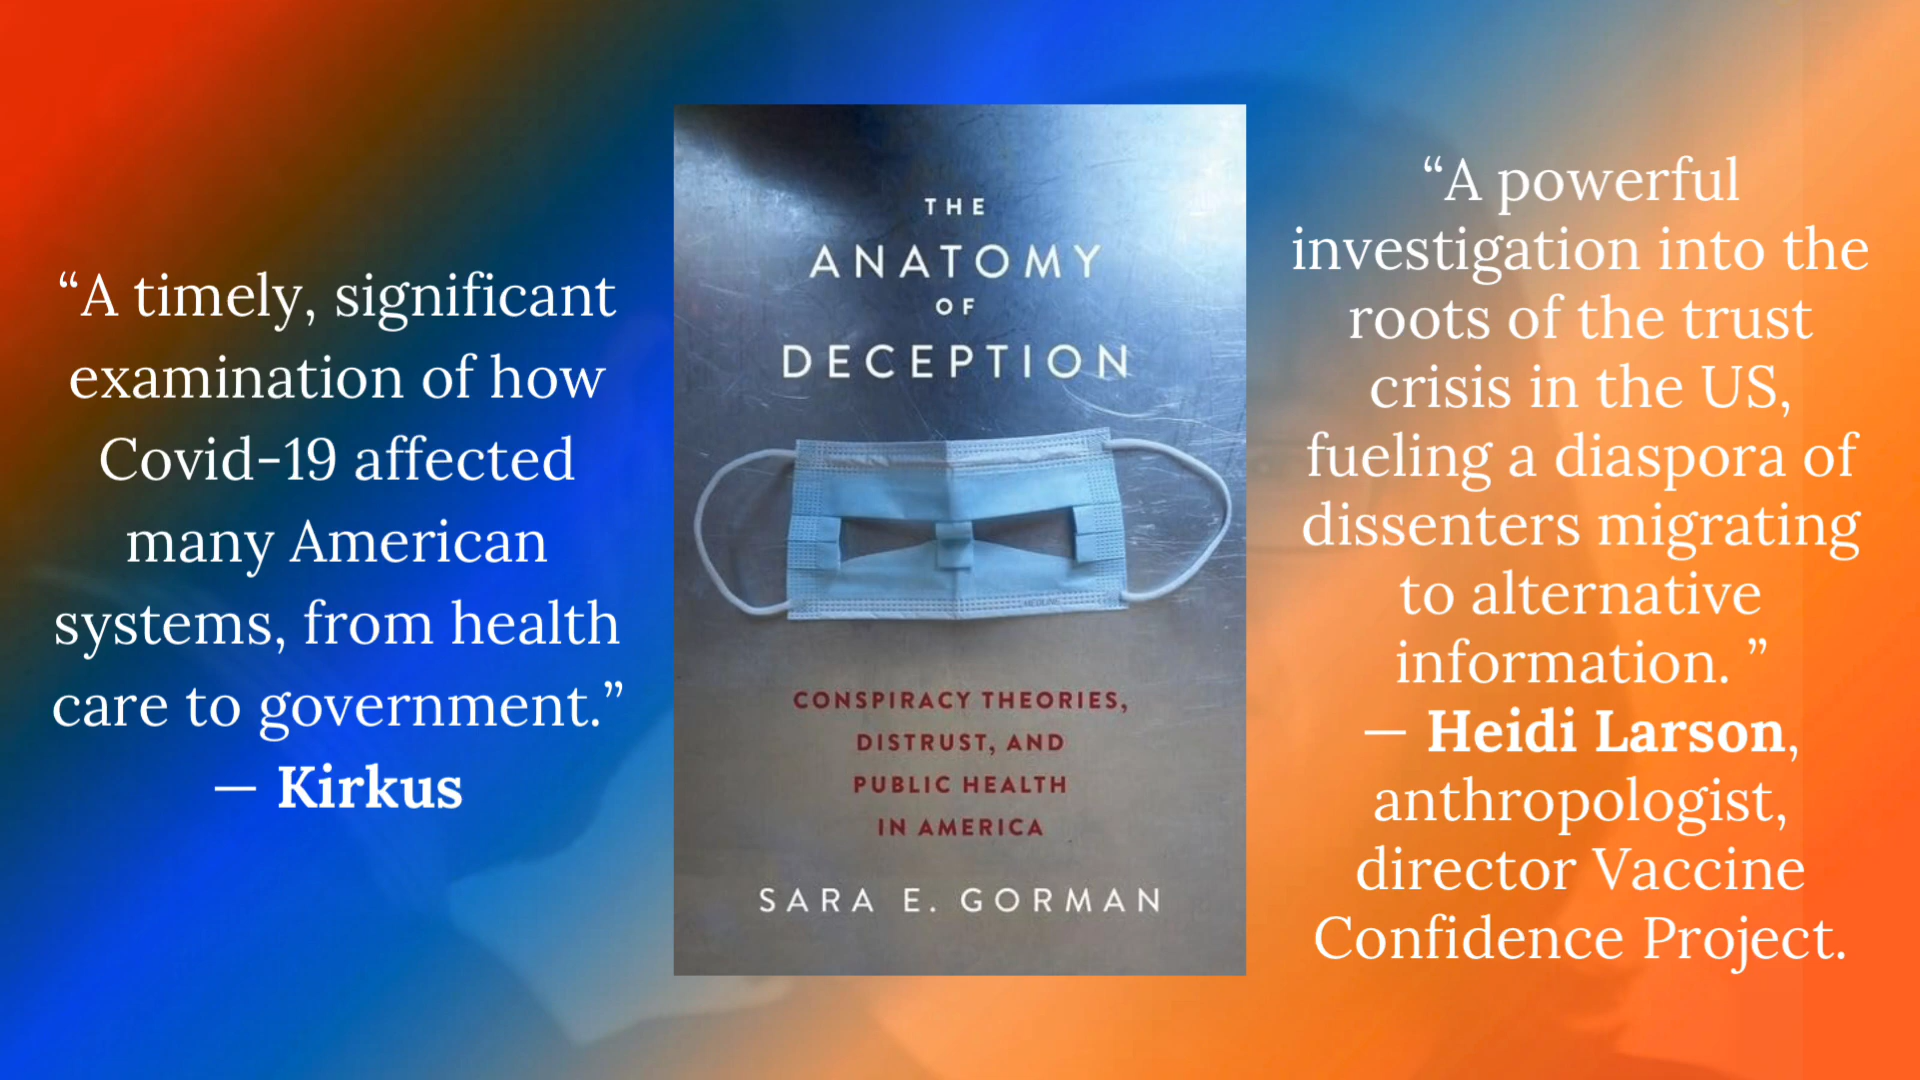 “A timely, significant
examination of how
Covid-19 affected
many American
systems, from health
care to government.”
— Kirkus
THE
ANATOMY
OF
DECEPTION
CONSPIRACY THEORIES,
DISTRUST, AND
PUBLIC HEALTH
IN AMERICA
SARA E. GORMAN
“A powerful
investigation into the
roots of the trust
crisis in the US,
fueling a diaspora of
dissenters migrating
to alternative
information. ”
— Heidi Larson,
anthropologist,
director Vaccine
Confidence Project.